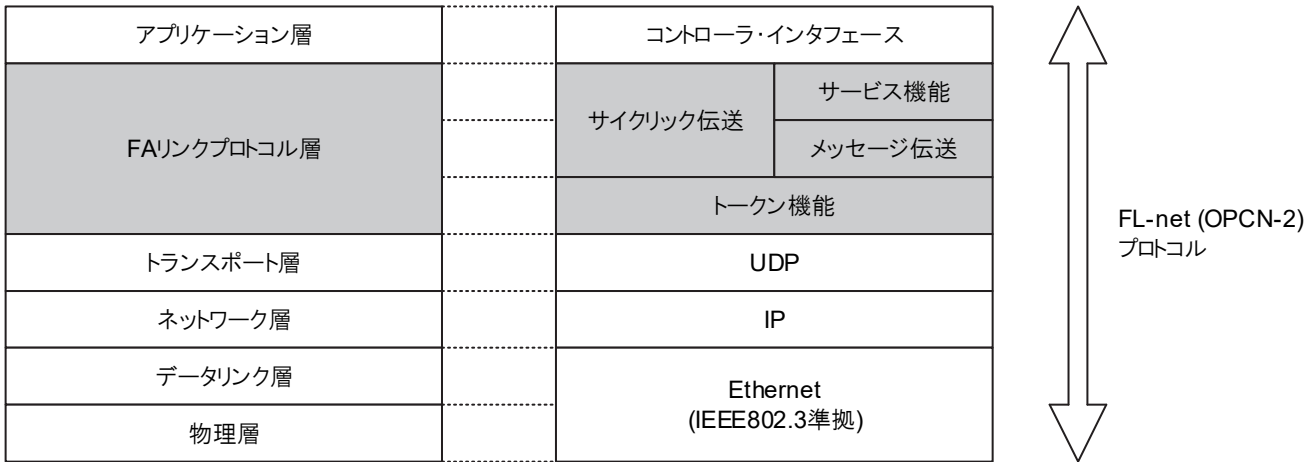 アプリケーション層
コントローラ・インタフェース
FAリンクプロトコル層
サイクリック伝送
サービス機能
メッセージ伝送
トークン機能
トランスポート層
UDP
ネットワーク層
IP
データリンク層
物理層
Ethernet
(IEEE802.3準拠)
FL-net (OPCN-2)
プロトコル